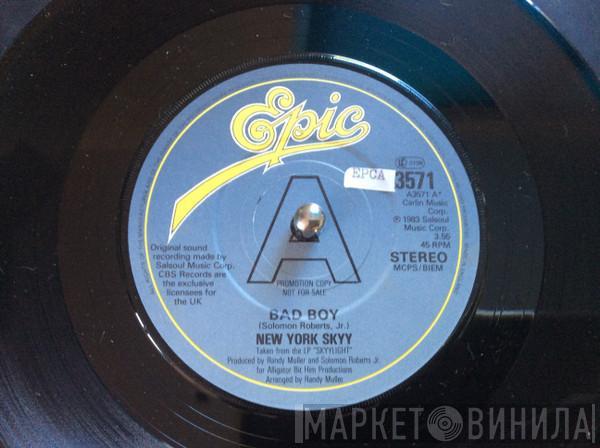 Epic
EPCA
3571
A3571 A*
Carlin Music
Corp.
℗ 1983 Salsoul
Music Corp.
3.55
45 RPM
STEREO
MCPS/BIEM
A
Original sound
recording made by
Salsoul Music Corp.
CBS Records are
the exclusive
licensees for
the UK
PROMOTION COPY
NOT FOR SALE
BAD BOY
(Solomon Roberts, Jr.)
NEW YORK SKYY
Taken from the LP "SKYYLIGHT"
Produced by Randy Muller and Solomon Roberts Jr.
for Alligator Bit Him Productions
Arranged by Randy Muller
МАРКЕТ ВИНИЛА